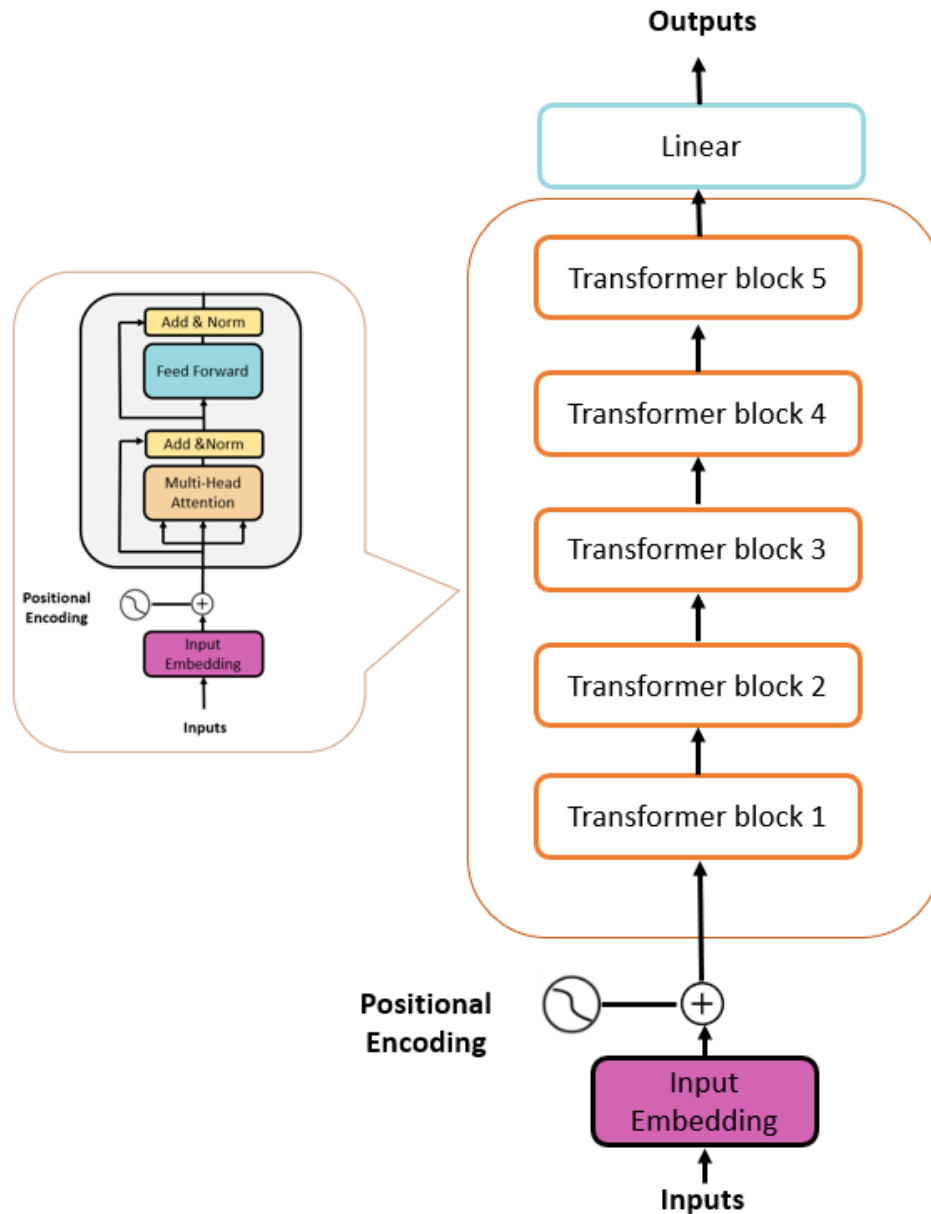 Outputs
Linear
Transformer block 5
Transformer block 4
Transformer block 3
Transformer block 2
Transformer block 1
Positional
Encoding
Input
Embedding
Inputs
Add & Norm
Feed Forward
Add &Norm
Multi-Head
Attention
Positional
Encoding
Input
Embedding
Inputs